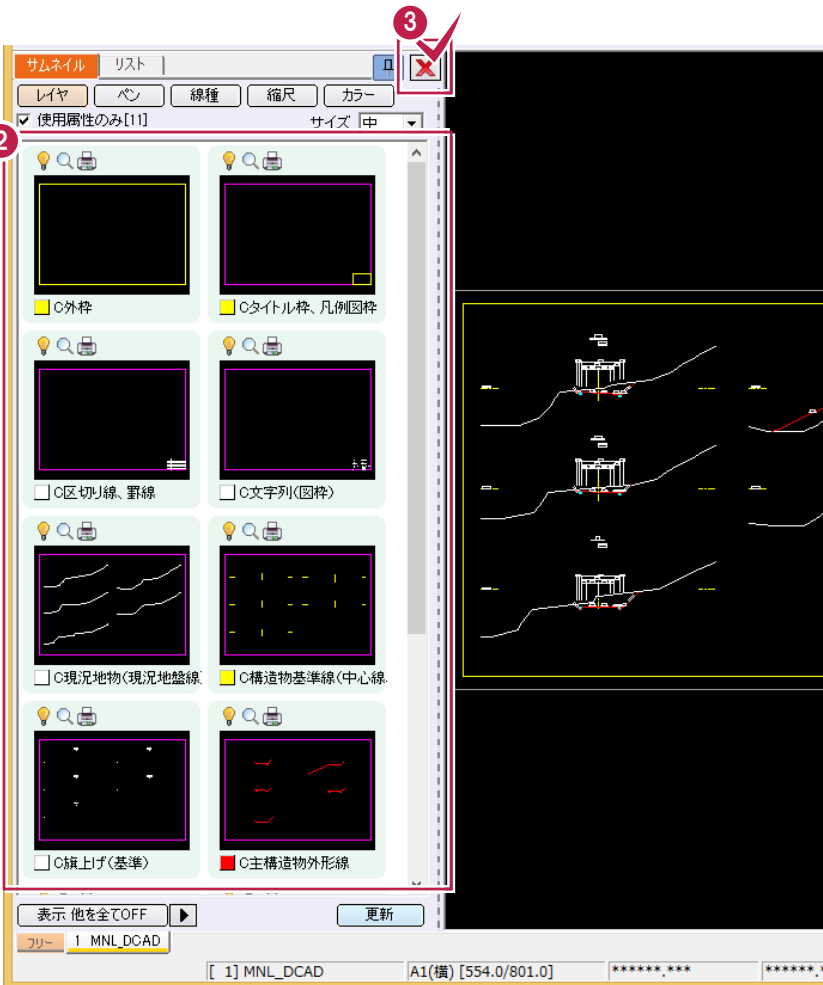 3
サムネイル リスト
レイヤ ペン 線種 縮尺 カラー
使用属性のみ[11] サイズ 中
2
C外枠 Cタイトル枠、凡例図枠
C区切り線、罫線 C文字列(図枠)
C現況地物(現況地盤線) C構造物基準線(中心線
C旗上げ(基準) C主構造物外形線
表示 他を全てOFF 更新
フリー 1 MNL_DCAD
[ 1] MNL_DCAD A1(横) [554.0/801.0] ******.*** ******.*